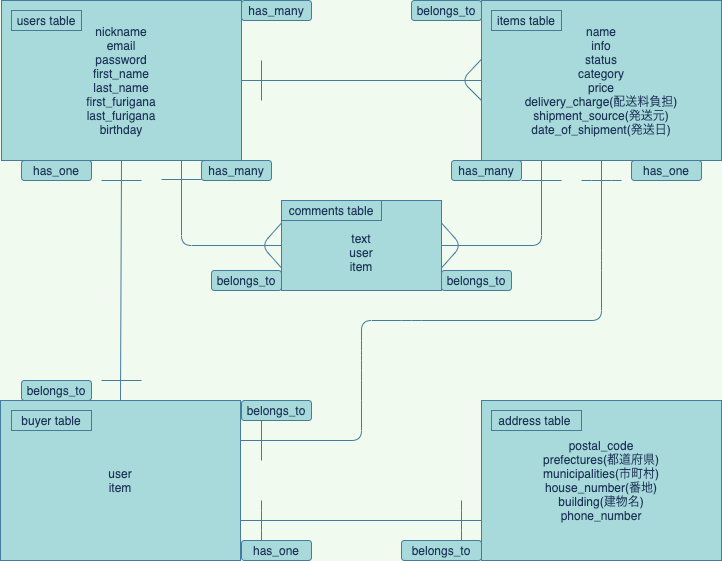 users table
has_many
belongs_to
items table
nickname
email
password
first_name
last_name
first_furigana
last_furigana
birthday
name
info
status
category
price
delivery_charge(配送料負担)
shipment_source(発送元)
date_of_shipment(発送日)
has_one
has_many
has_many
has_one
comments table
text
user
item
belongs_to
belongs_to
belongs_to
buyer table
belongs_to
address table
user
item
postal_code
prefectures(都道府県)
municipalities(市町村)
house_number(番地)
building(建物名)
phone_number
has_one
belongs_to